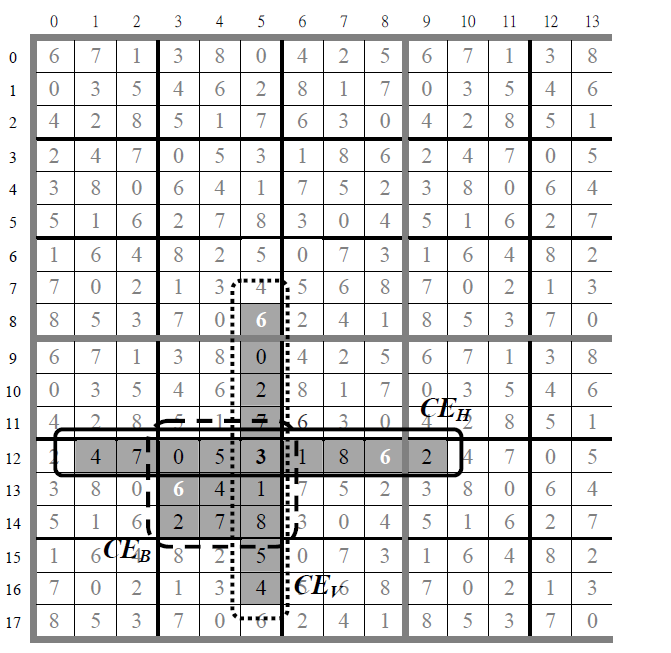 0 1 2 3 4 5 6 7 8 9 10 11 12 13
0 6 7 1 3 8 0 4 2 5 6 7 1 3 8
1 0 3 5 4 6 2 8 1 7 0 3 5 4 6
2 4 2 8 5 1 7 6 3 0 4 2 8 5 1
3 2 4 7 0 5 3 1 8 6 2 4 7 0 5
4 3 8 0 6 4 1 7 5 2 3 8 0 6 4
5 5 1 6 2 7 8 3 0 4 5 1 6 2 7
6 1 6 4 8 2 5 0 7 3 1 6 4 8 2
7 7 0 2 1 3 4 5 6 8 7 0 2 1 3
8 8 5 3 7 0 6 2 4 1 8 5 3 7 0
9 6 7 1 3 8 0 4 2 5 6 7 1 3 8
10 0 3 5 4 6 2 8 1 7 0 3 5 4 6
11 4 2 8 5 1 7 6 3 0 4 2 8 5 1
CE_H
12 2 4 7 0 5 3 1 8 6 2 4 7 0 5
13 3 8 0 6 4 1 7 5 2 3 8 0 6 4
14 5 1 6 2 7 8 3 0 4 5 1 6 2 7
CE_B
15 1 6 4 8 2 5 0 7 3 1 6 4 8 2
16 7 0 2 1 3 4 5 6 8 7 0 2 1 3
CE_V
17 8 5 3 7 0 6 2 4 1 8 5 3 7 0